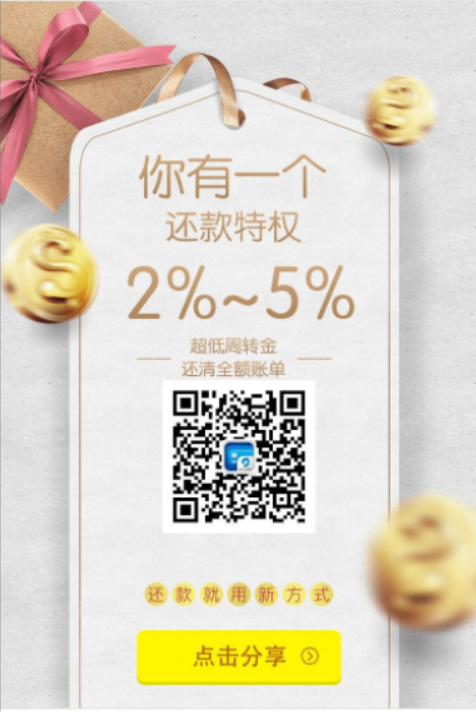 你有一个
还款特权
2%~5%
超低周转金
还清全额账单
还款就用新方式
点击分享